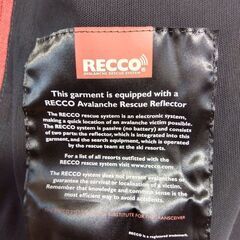 RECCO®
AVALANCHE RESCUE SYSTEM
This garment is equipped with a
RECCO Avalanche Rescue Reflector
The RECCO rescue system is an electronic system,
making a quick location of an avalanche victim possible.
The RECCO system is passive (no battery) and consists
of two parts the reflector, which is integrated into this
garment, and the search equipment, which is operated
by the rescue team at the ski resorts.
For a list of all resorts outfitted with the
RECCO rescue system visit www.recco.com
The RECCO system does not prevent avalanches or
guarantee the survival or localisation of a victim.
Remember that knowledge and common sense is the
most efficient way to avoid accidents.
SUBSTITUTE FOR THE TRANSCEIVER
RECCO is a registered trademark.